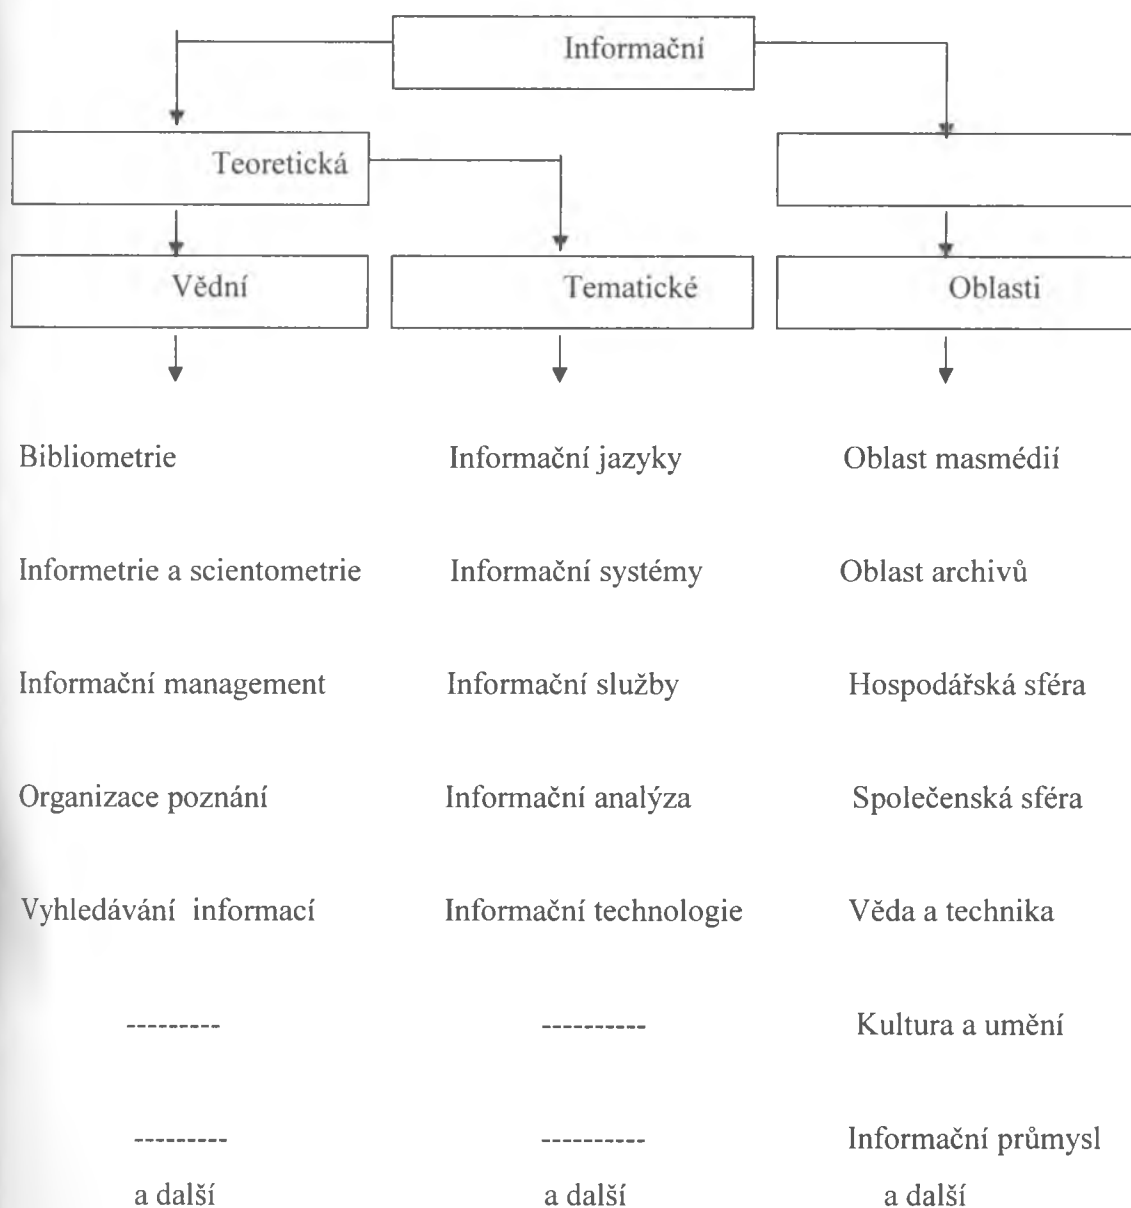 Informační
Teoretická
Vědní
Tematické
Oblasti
Bibliometrie
Informační jazyky
Oblast masmédií
Informetrie a scientometrie
Informační systémy
Oblast archivů
Informační management
Informační služby
Hospodářská sféra
Organizace poznání
Informační analýza
Společenská sféra
Vyhledávání informací
Informační technologie
Věda a technika
---------
----------
Kultura a umění
---------
----------
Informační průmysl
a další
a další
a další